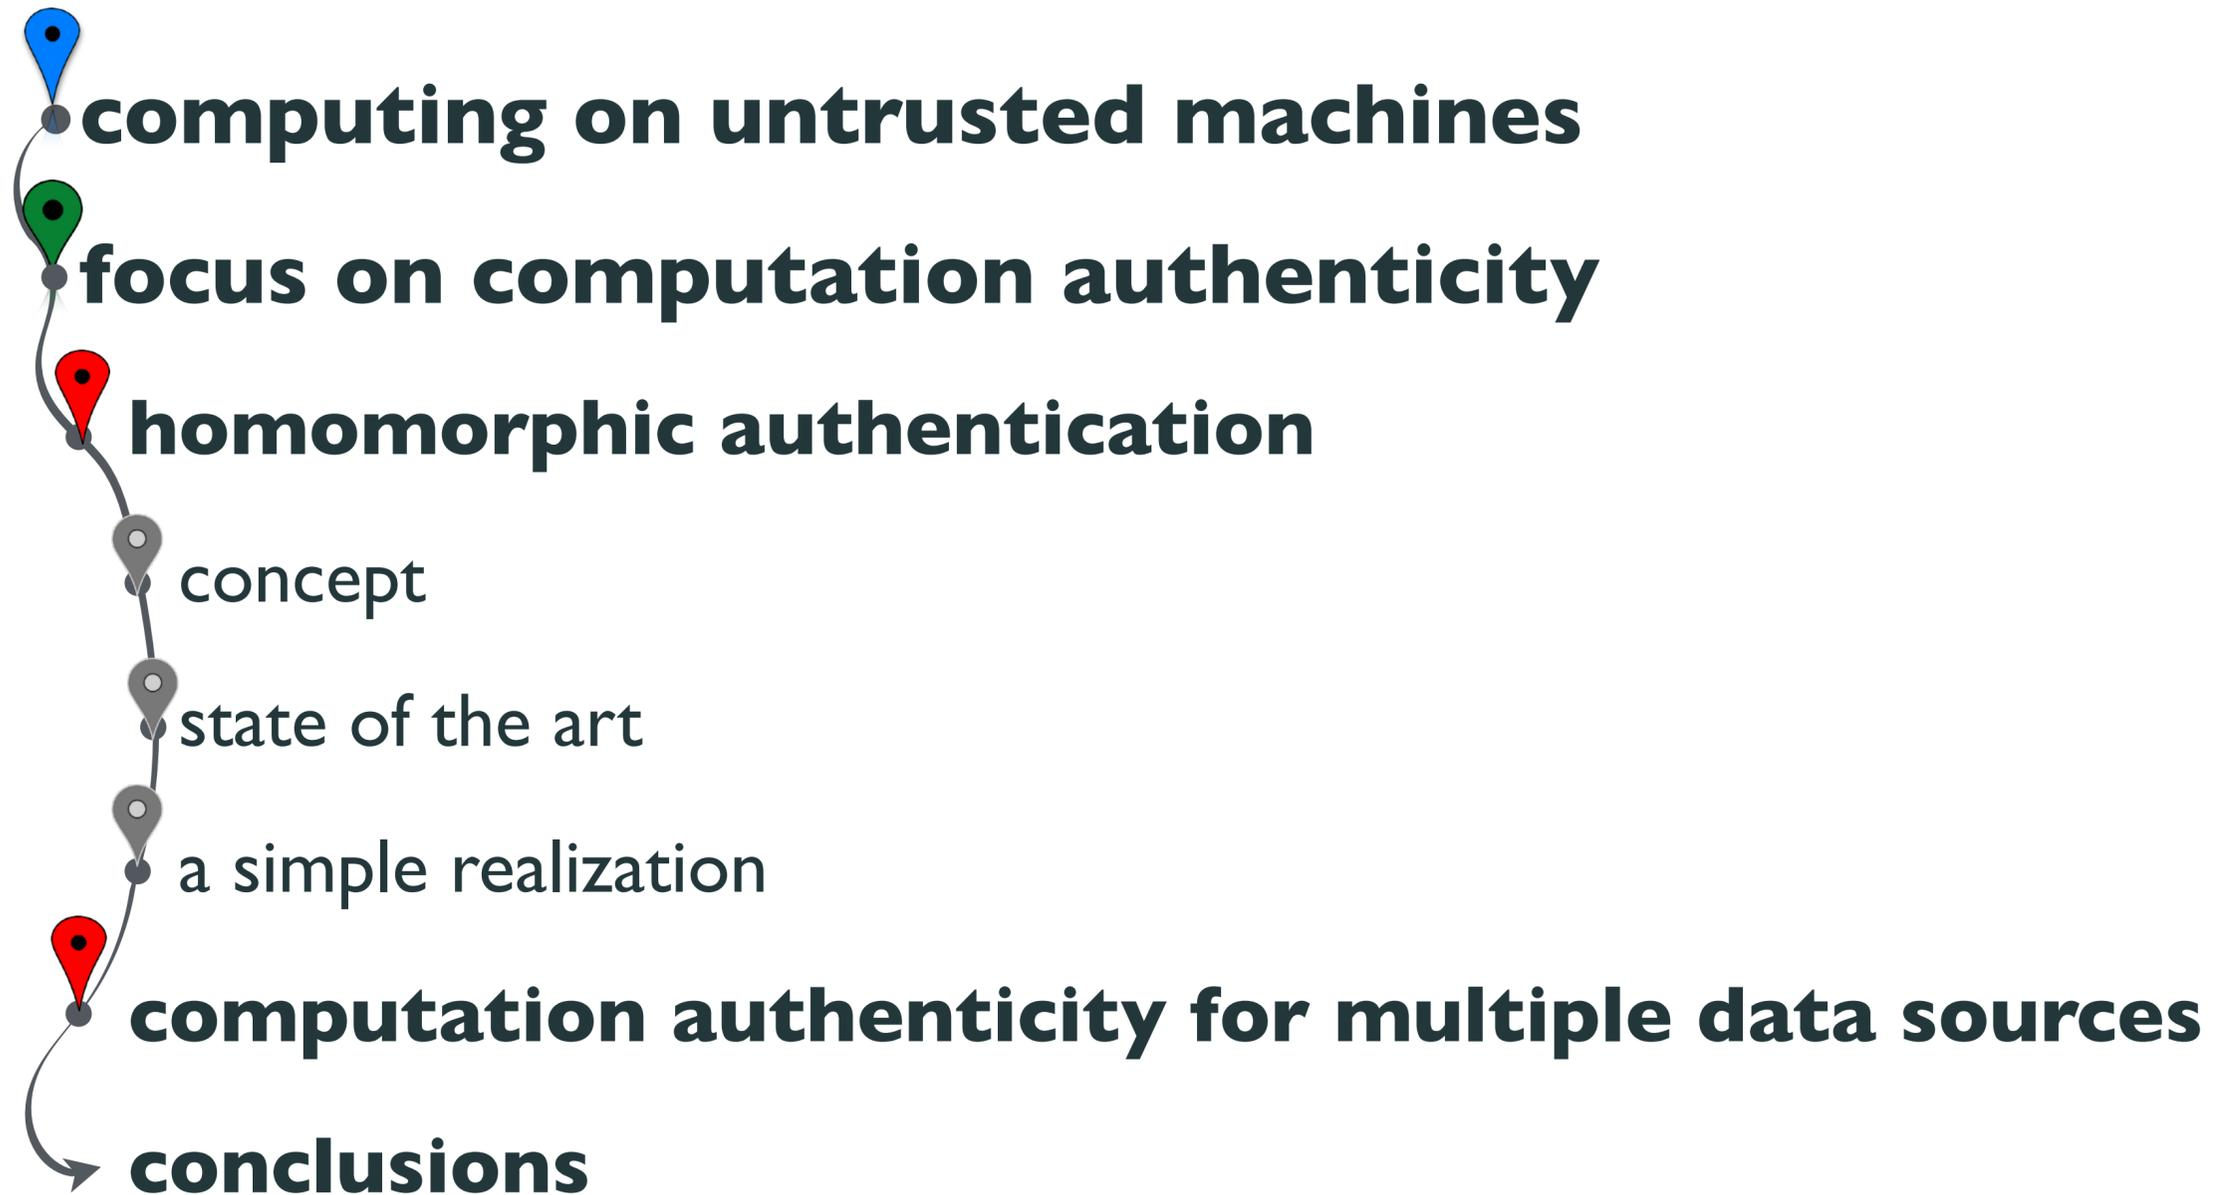 computing on untrusted machines
focus on computation authenticity
homomorphic authentication
concept
state of the art
a simple realization
computation authenticity for multiple data sources
conclusions